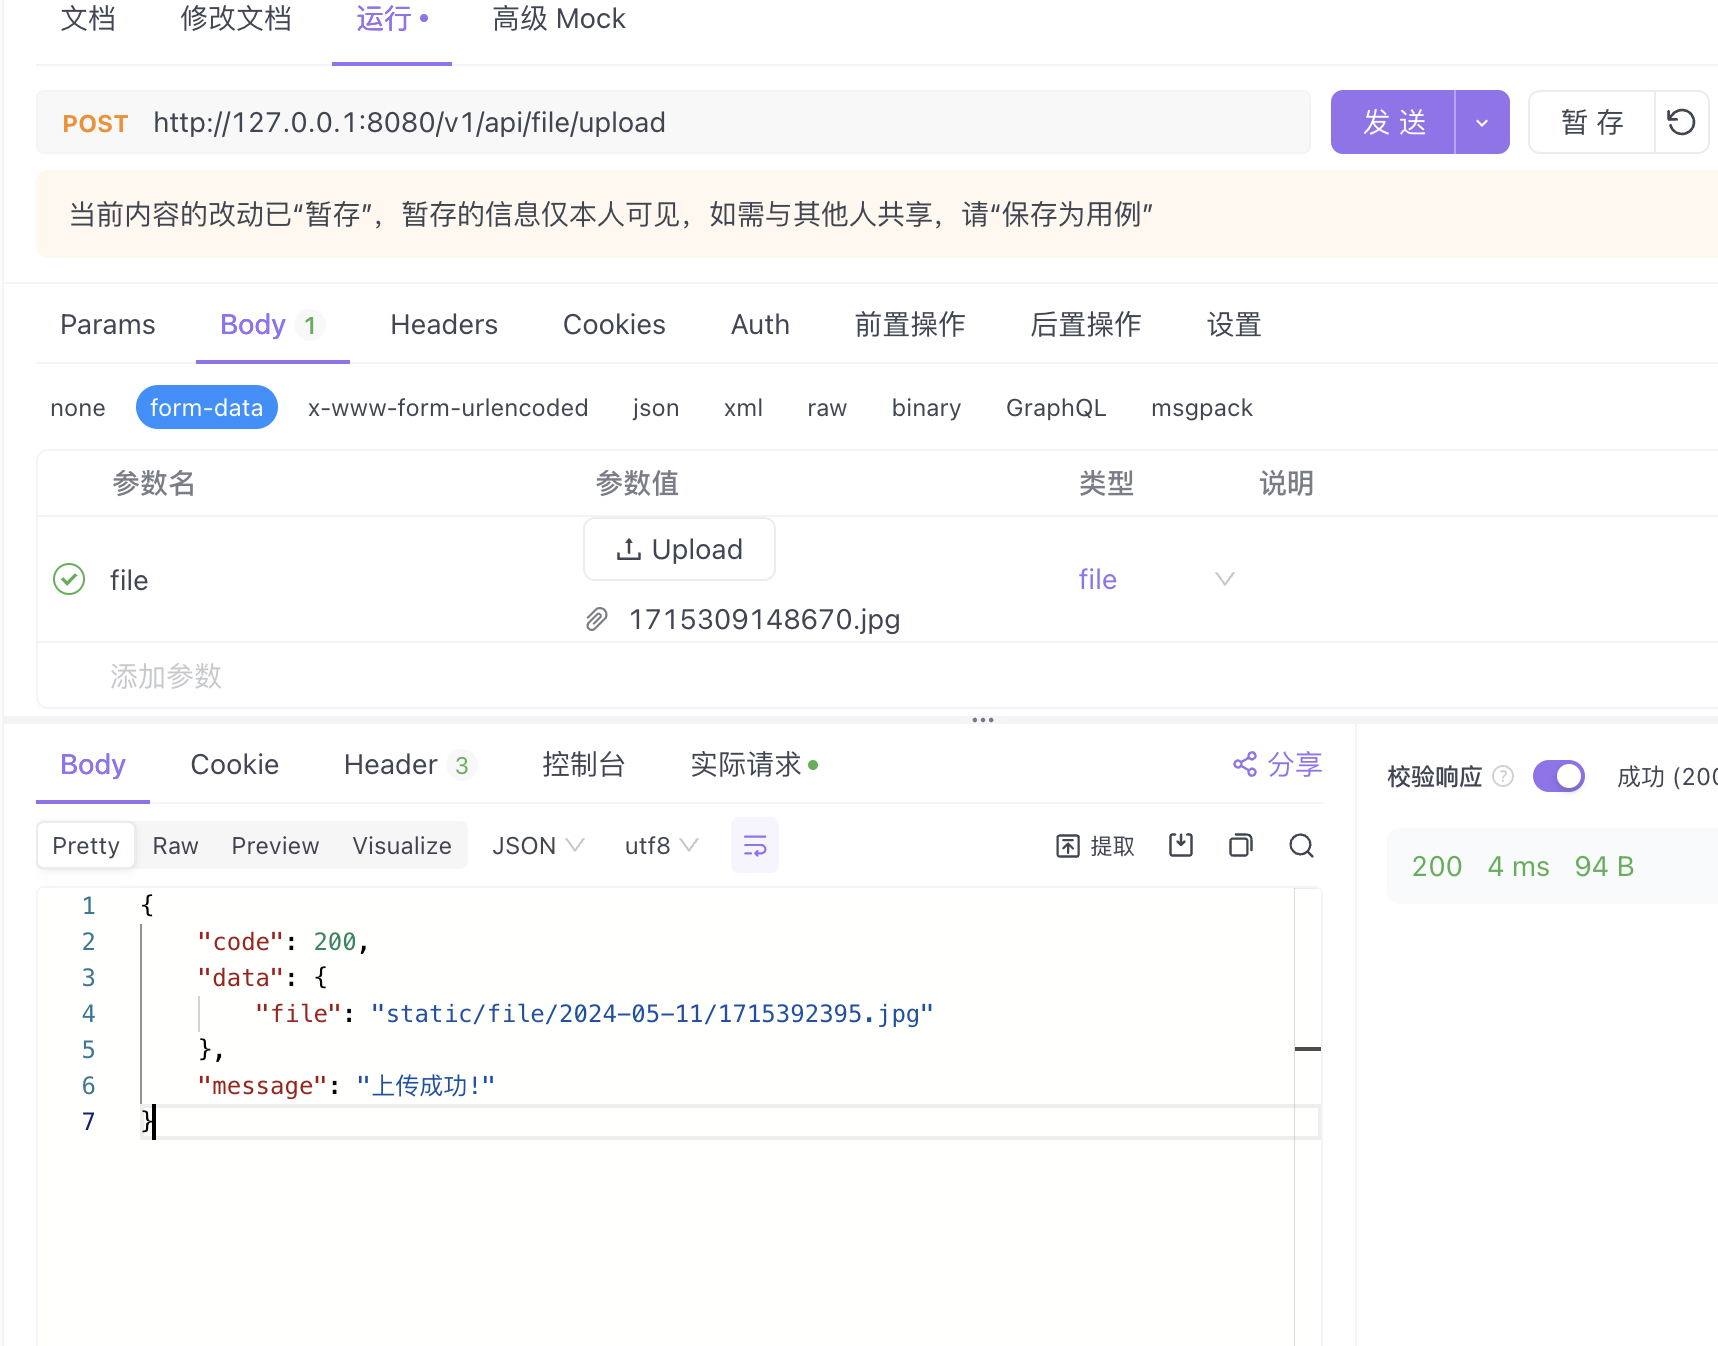 文档 修改文档 运行 高级 Mock
POST http://127.0.0.1:8080/v1/api/file/upload 发 送 暂 存
当前内容的改动已“暂存”，暂存的信息仅本人可见，如需与其他人共享，请“保存为用例”
Params Body 1 Headers Cookies Auth 前置操作 后置操作 设置
none form-data x-www-form-urlencoded json xml raw binary GraphQL msgpack
参数名 参数值 类型 说明
Upload
file file
1715309148670.jpg
添加参数
Body Cookie Header 3 控制台 实际请求 分享
校验响应 ? 成功 (200
Pretty Raw Preview Visualize JSON utf8 提取
200 4 ms 94 B
1 {
2 "code": 200,
3 "data": {
4 "file": "static/file/2024-05-11/1715392395.jpg"
5 },
6 "message": "上传成功!"
7 }